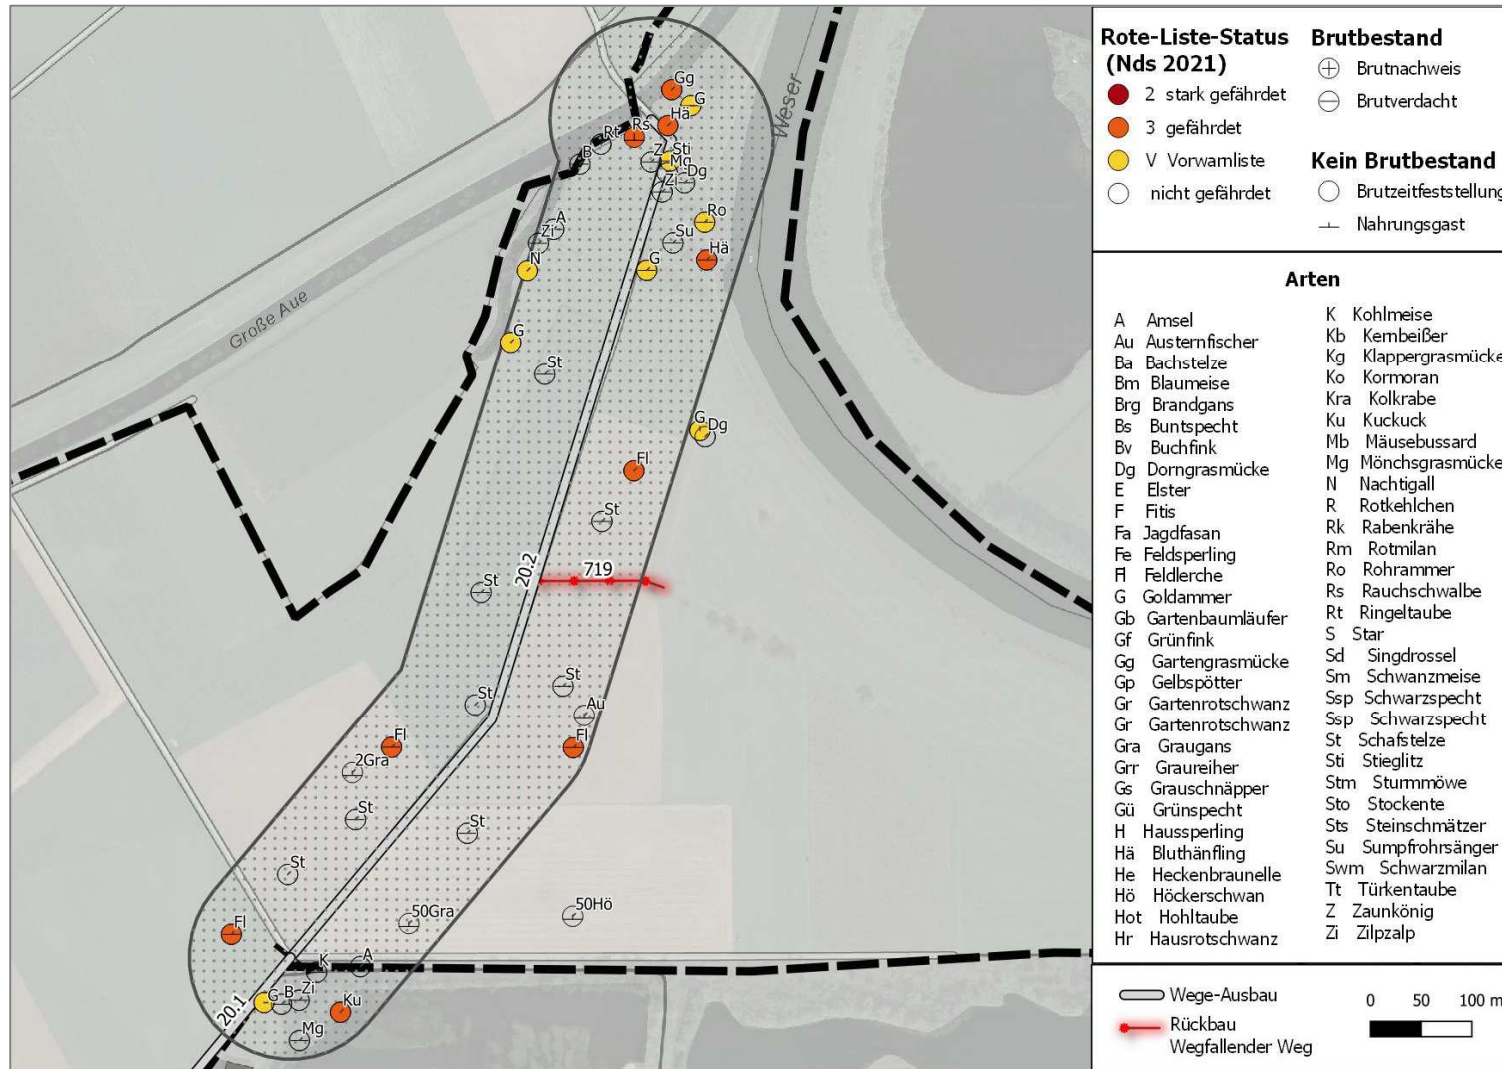 Gg
G
Hä
Rs
Rt
B
Z
Sti
Mg
Dg
Zi
Weser
A
Zi
Ro
Su
Hä
N
G
Große Aue
G
St
G
Dg
Fl
St
20.2
719
St
St
St
Au
Fl
Fl
2Gra
St
St
St
50Gra
50Hö
Fl
K
A
G
B
Zi
Ku
20.1
Mg
Rote-Liste-Status
(Nds 2021)
2 stark gefährdet
3 gefährdet
V Vorwarnliste
nicht gefährdet
Brutbestand
Brutnachweis
Brutverdacht
Kein Brutbestand
Brutzeitfeststellung
Nahrungsgast
Arten
A Amsel
Au Austernfischer
Ba Bachstelze
Bm Blaumeise
Brg Brandgans
Bs Buntspecht
Bv Buchfink
Dg Dorngrasmücke
E Elster
F Fitis
Fa Jagdfasan
Fe Feldsperling
Fl Feldlerche
G Goldammer
Gb Gartenbaumläufer
Gf Grünfink
Gg Gartengrasmücke
Gp Gelbspötter
Gr Gartenrotschwanz
Gr Gartenrotschwanz
Gra Graugans
Grr Graureiher
Gs Grauschnäpper
Gü Grünspecht
H Haussperling
Hä Bluthänfling
He Heckenbraunelle
Hö Höckerschwan
Hot Hohltaube
Hr Hausrotschwanz
K Kohlmeise
Kb Kernbeißer
Kg Klappergrasmücke
Ko Kormoran
Kra Kolkrabe
Ku Kuckuck
Mb Mäusebussard
Mg Mönchsgrasmücke
N Nachtigall
R Rotkehlchen
Rk Rabenkrähe
Rm Rotmilan
Ro Rohrammer
Rs Rauchschwalbe
Rt Ringeltaube
S Star
Sd Singdrossel
Sm Schwanzmeise
Ssp Schwarzspecht
Ssp Schwarzspecht
St Schafstelze
Sti Stieglitz
Stm Sturmmöwe
Sto Stockente
Sts Steinschmätzer
Su Sumpfrohrsänger
Swm Schwarzmilan
Tt Türkentaube
Z Zaunkönig
Zi Zilpzalp
Wege-Ausbau
Rückbau
Wegfallender Weg
0 50 100 m